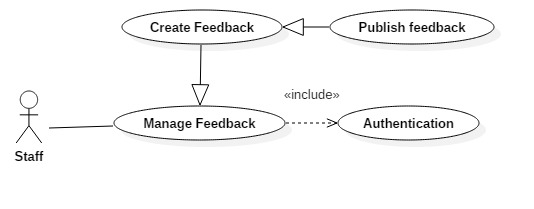 Create Feedback
Publish feedback
«include»
Manage Feedback
Authentication
Staff